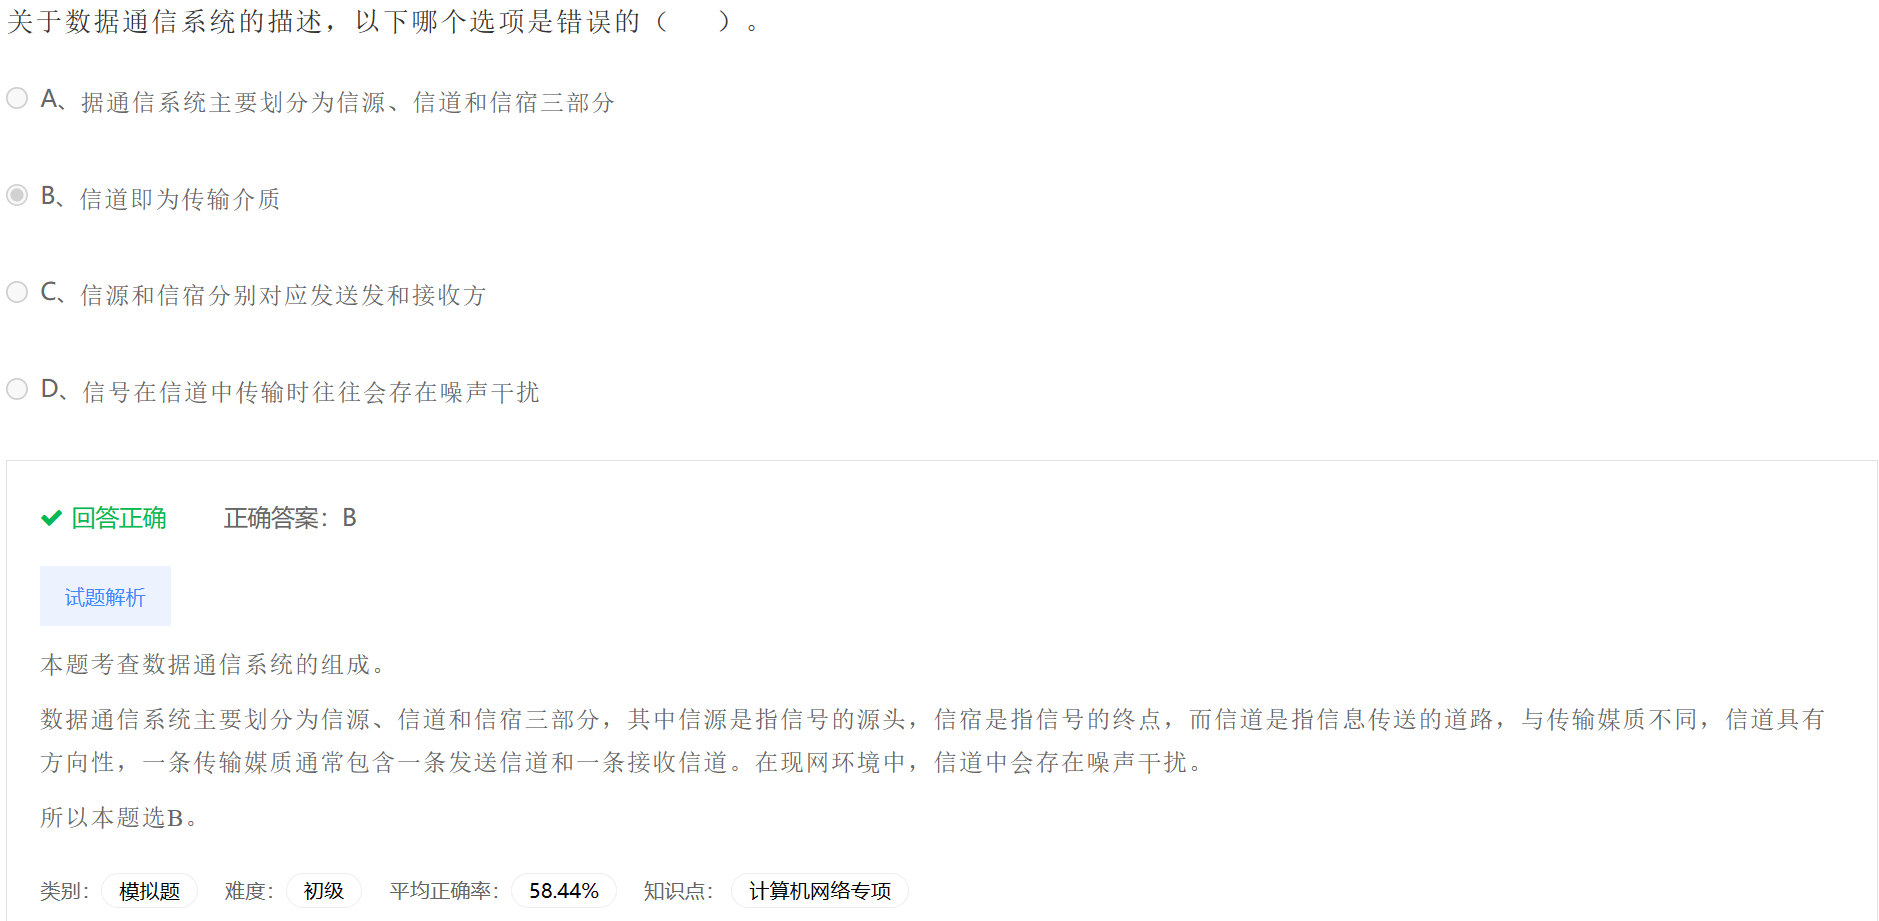 关于数据通信系统的描述，以下哪个选项是错误的（　）。
A、据通信系统主要划分为信源、信道和信宿三部分
B、信道即为传输介质
C、信源和信宿分别对应发送发和接收方
D、信号在信道中传输时往往会存在噪声干扰
回答正确　正确答案：B
试题解析
本题考查数据通信系统的组成。
数据通信系统主要划分为信源、信道和信宿三部分，其中信源是指信号的源头，信宿是指信号的终点，而信道是指信息传送的道路，与传输媒质不同，信道具有
方向性，一条传输媒质通常包含一条发送信道和一条接收信道。在现网环境中，信道中会存在噪声干扰。
所以本题选B。
类别：模拟题　难度：初级　平均正确率：58.44%　知识点：计算机网络专项